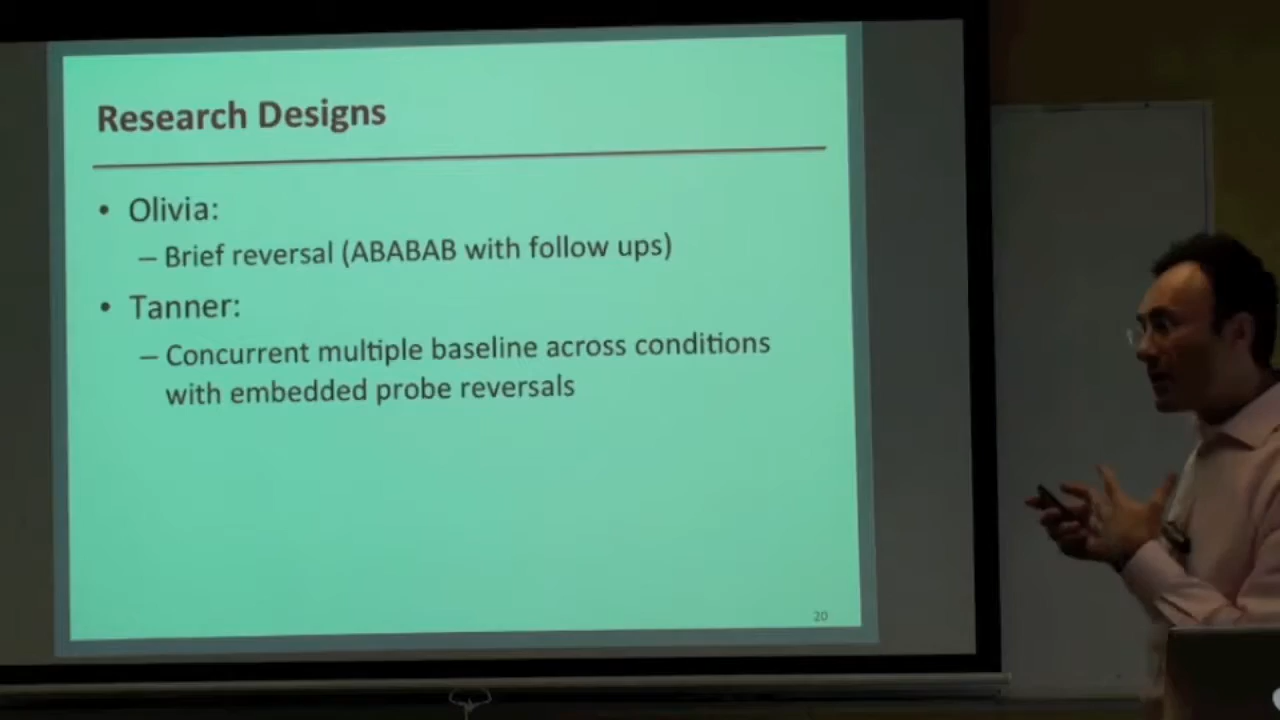 Research Designs
• Olivia:
– Brief reversal (ABABAB with follow ups)
• Tanner:
– Concurrent multiple baseline across conditions
with embedded probe reversals
20